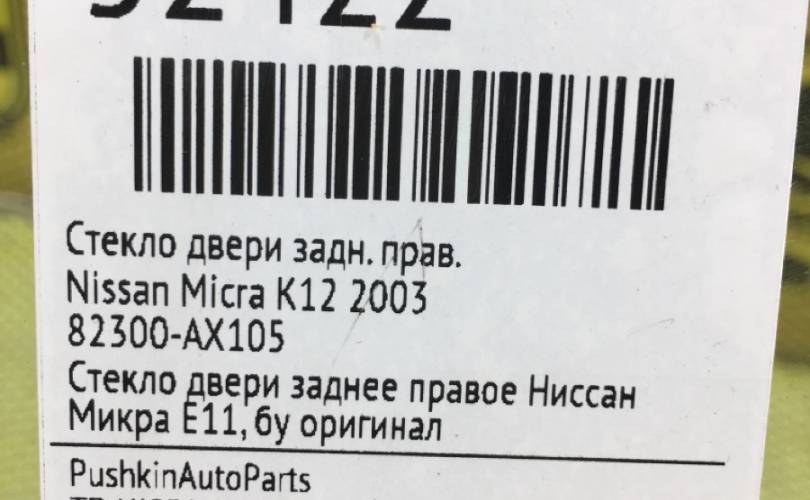 Стекло двери задн. прав.
Nissan Micra K12 2003
82300-AX105
Стекло двери заднее правое Ниссан
Микра Е11, бу оригинал
PushkinAutoParts